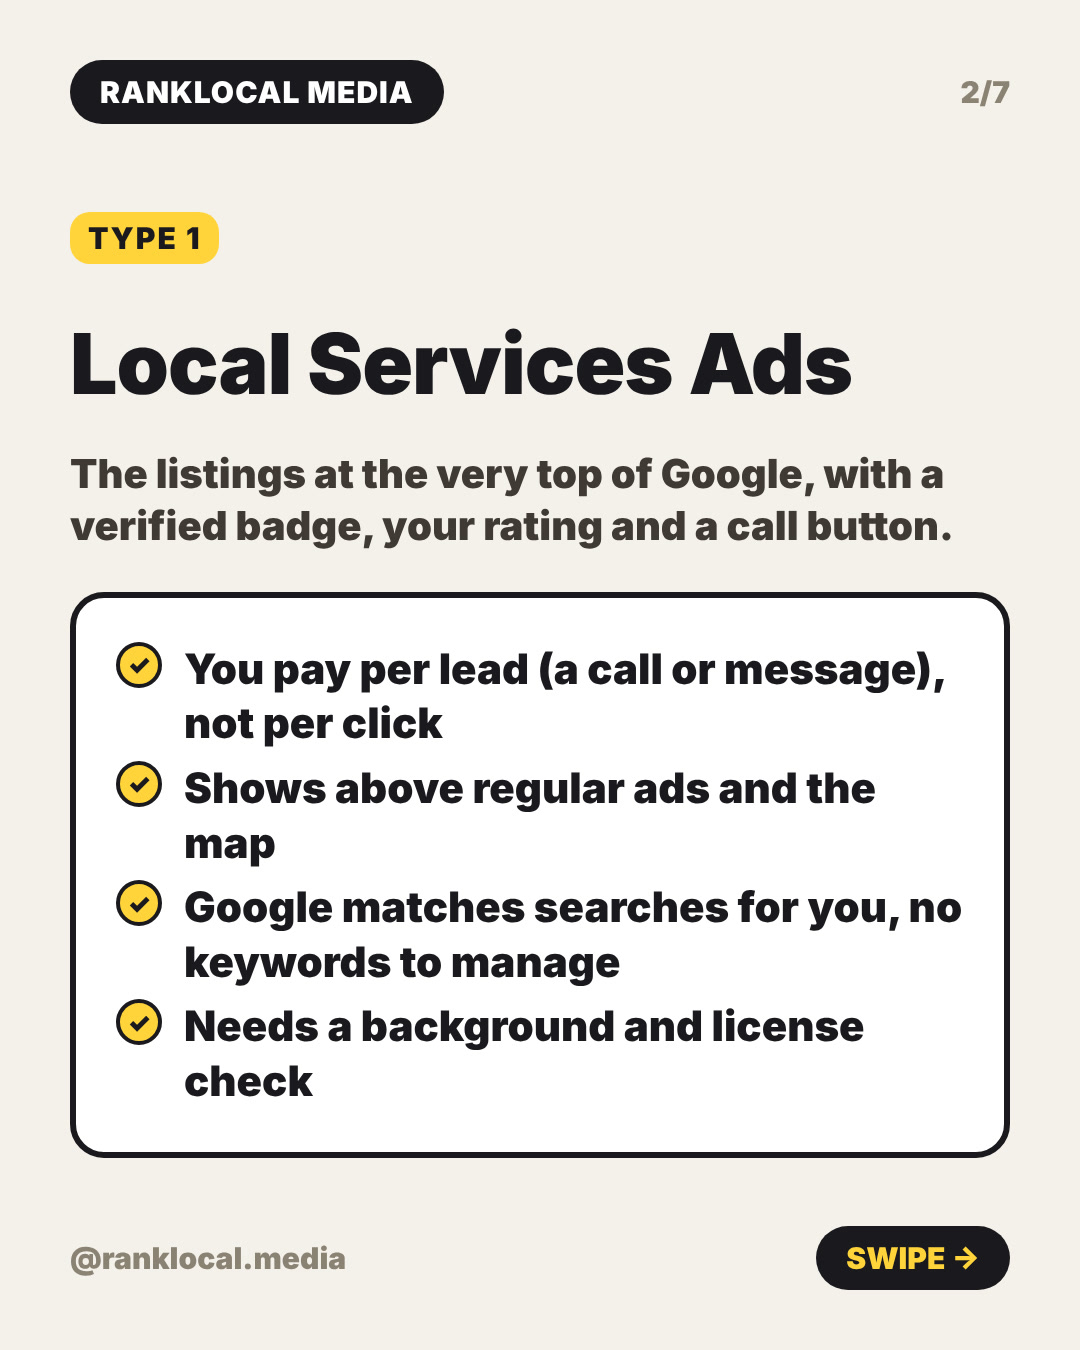 RANKLOCAL MEDIA
2/7
TYPE 1
Local Services Ads
The listings at the very top of Google, with a
verified badge, your rating and a call button.
You pay per lead (a call or message),
not per click
Shows above regular ads and the
map
Google matches searches for you, no
keywords to manage
Needs a background and license
check
@ranklocal.media
SWIPE →